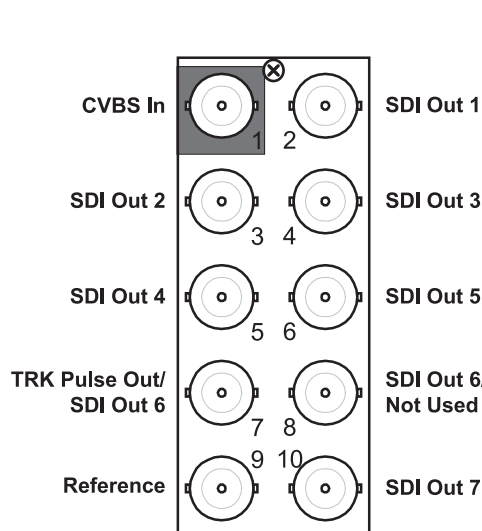 CVBS In
1
2
SDI Out 1
SDI Out 2
3
4
SDI Out 3
SDI Out 4
5
6
SDI Out 5
TRK Pulse Out/
SDI Out 6
7
8
SDI Out 6/
Not Used
Reference
9
10
SDI Out 7